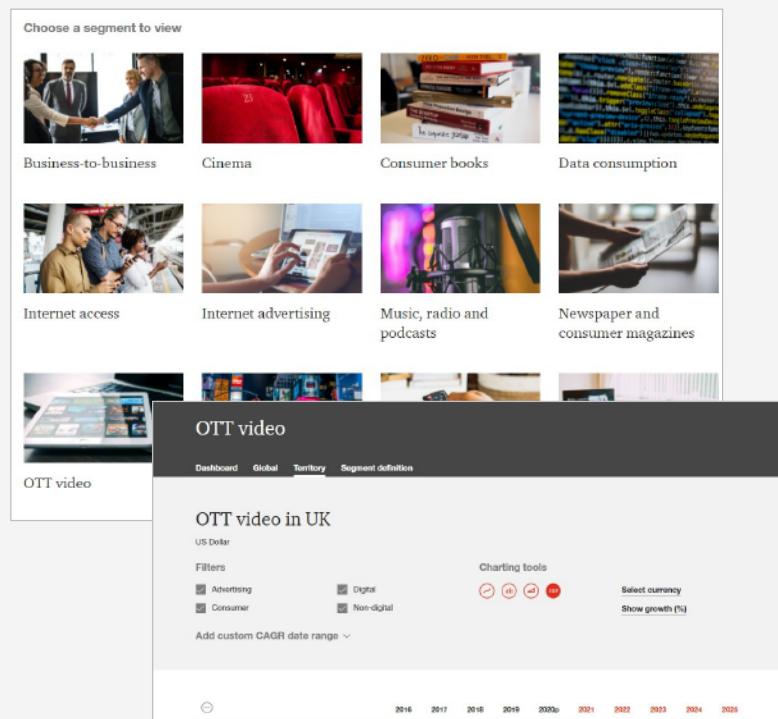 Choose a segment to view
23
Business-to-business
Cinema
Consumer books
Data consumption
Internet access
Internet advertising
Music, radio and
podcasts
Newspaper and
consumer magazines
OTT video
OTT video
Dashboard Global Territory Segment definition
OTT video in UK
US Dollar
Filters
Advertising
Digital
Consumer
Non-digital
Add custom CAGR date range
Charting tools
Select currency
Show growth (%)
2016 2017 2018 2019 2020p 2021 2022 2023 2024 2025